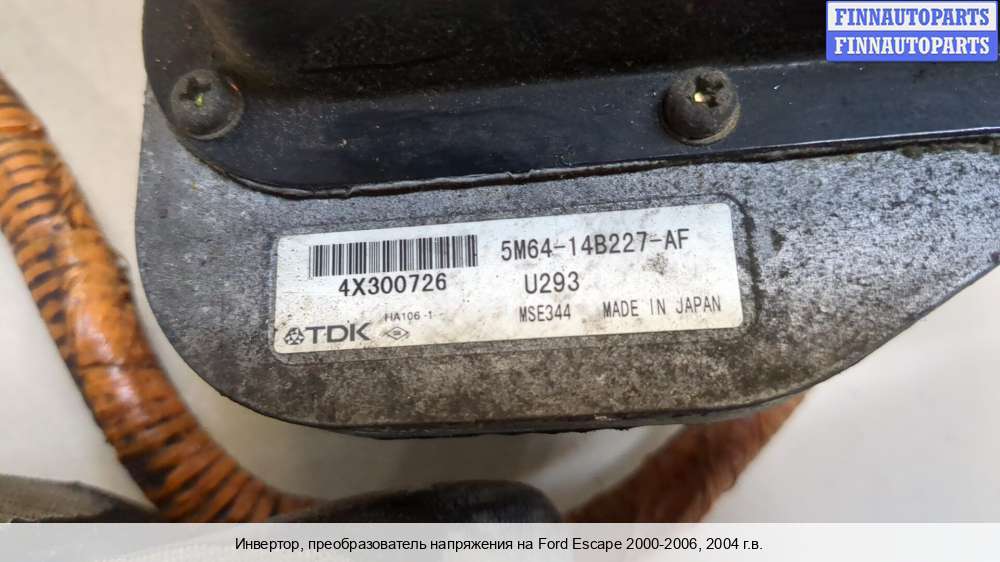 FINNAUTOPARTS
FINNAUTOPARTS
5M64-14B227-AF
4X300726
U293
HA106-1
MSE344 MADE IN JAPAN
TDK
Инвертор, преобразователь напряжения на Ford Escape 2000-2006, 2004 г.в.